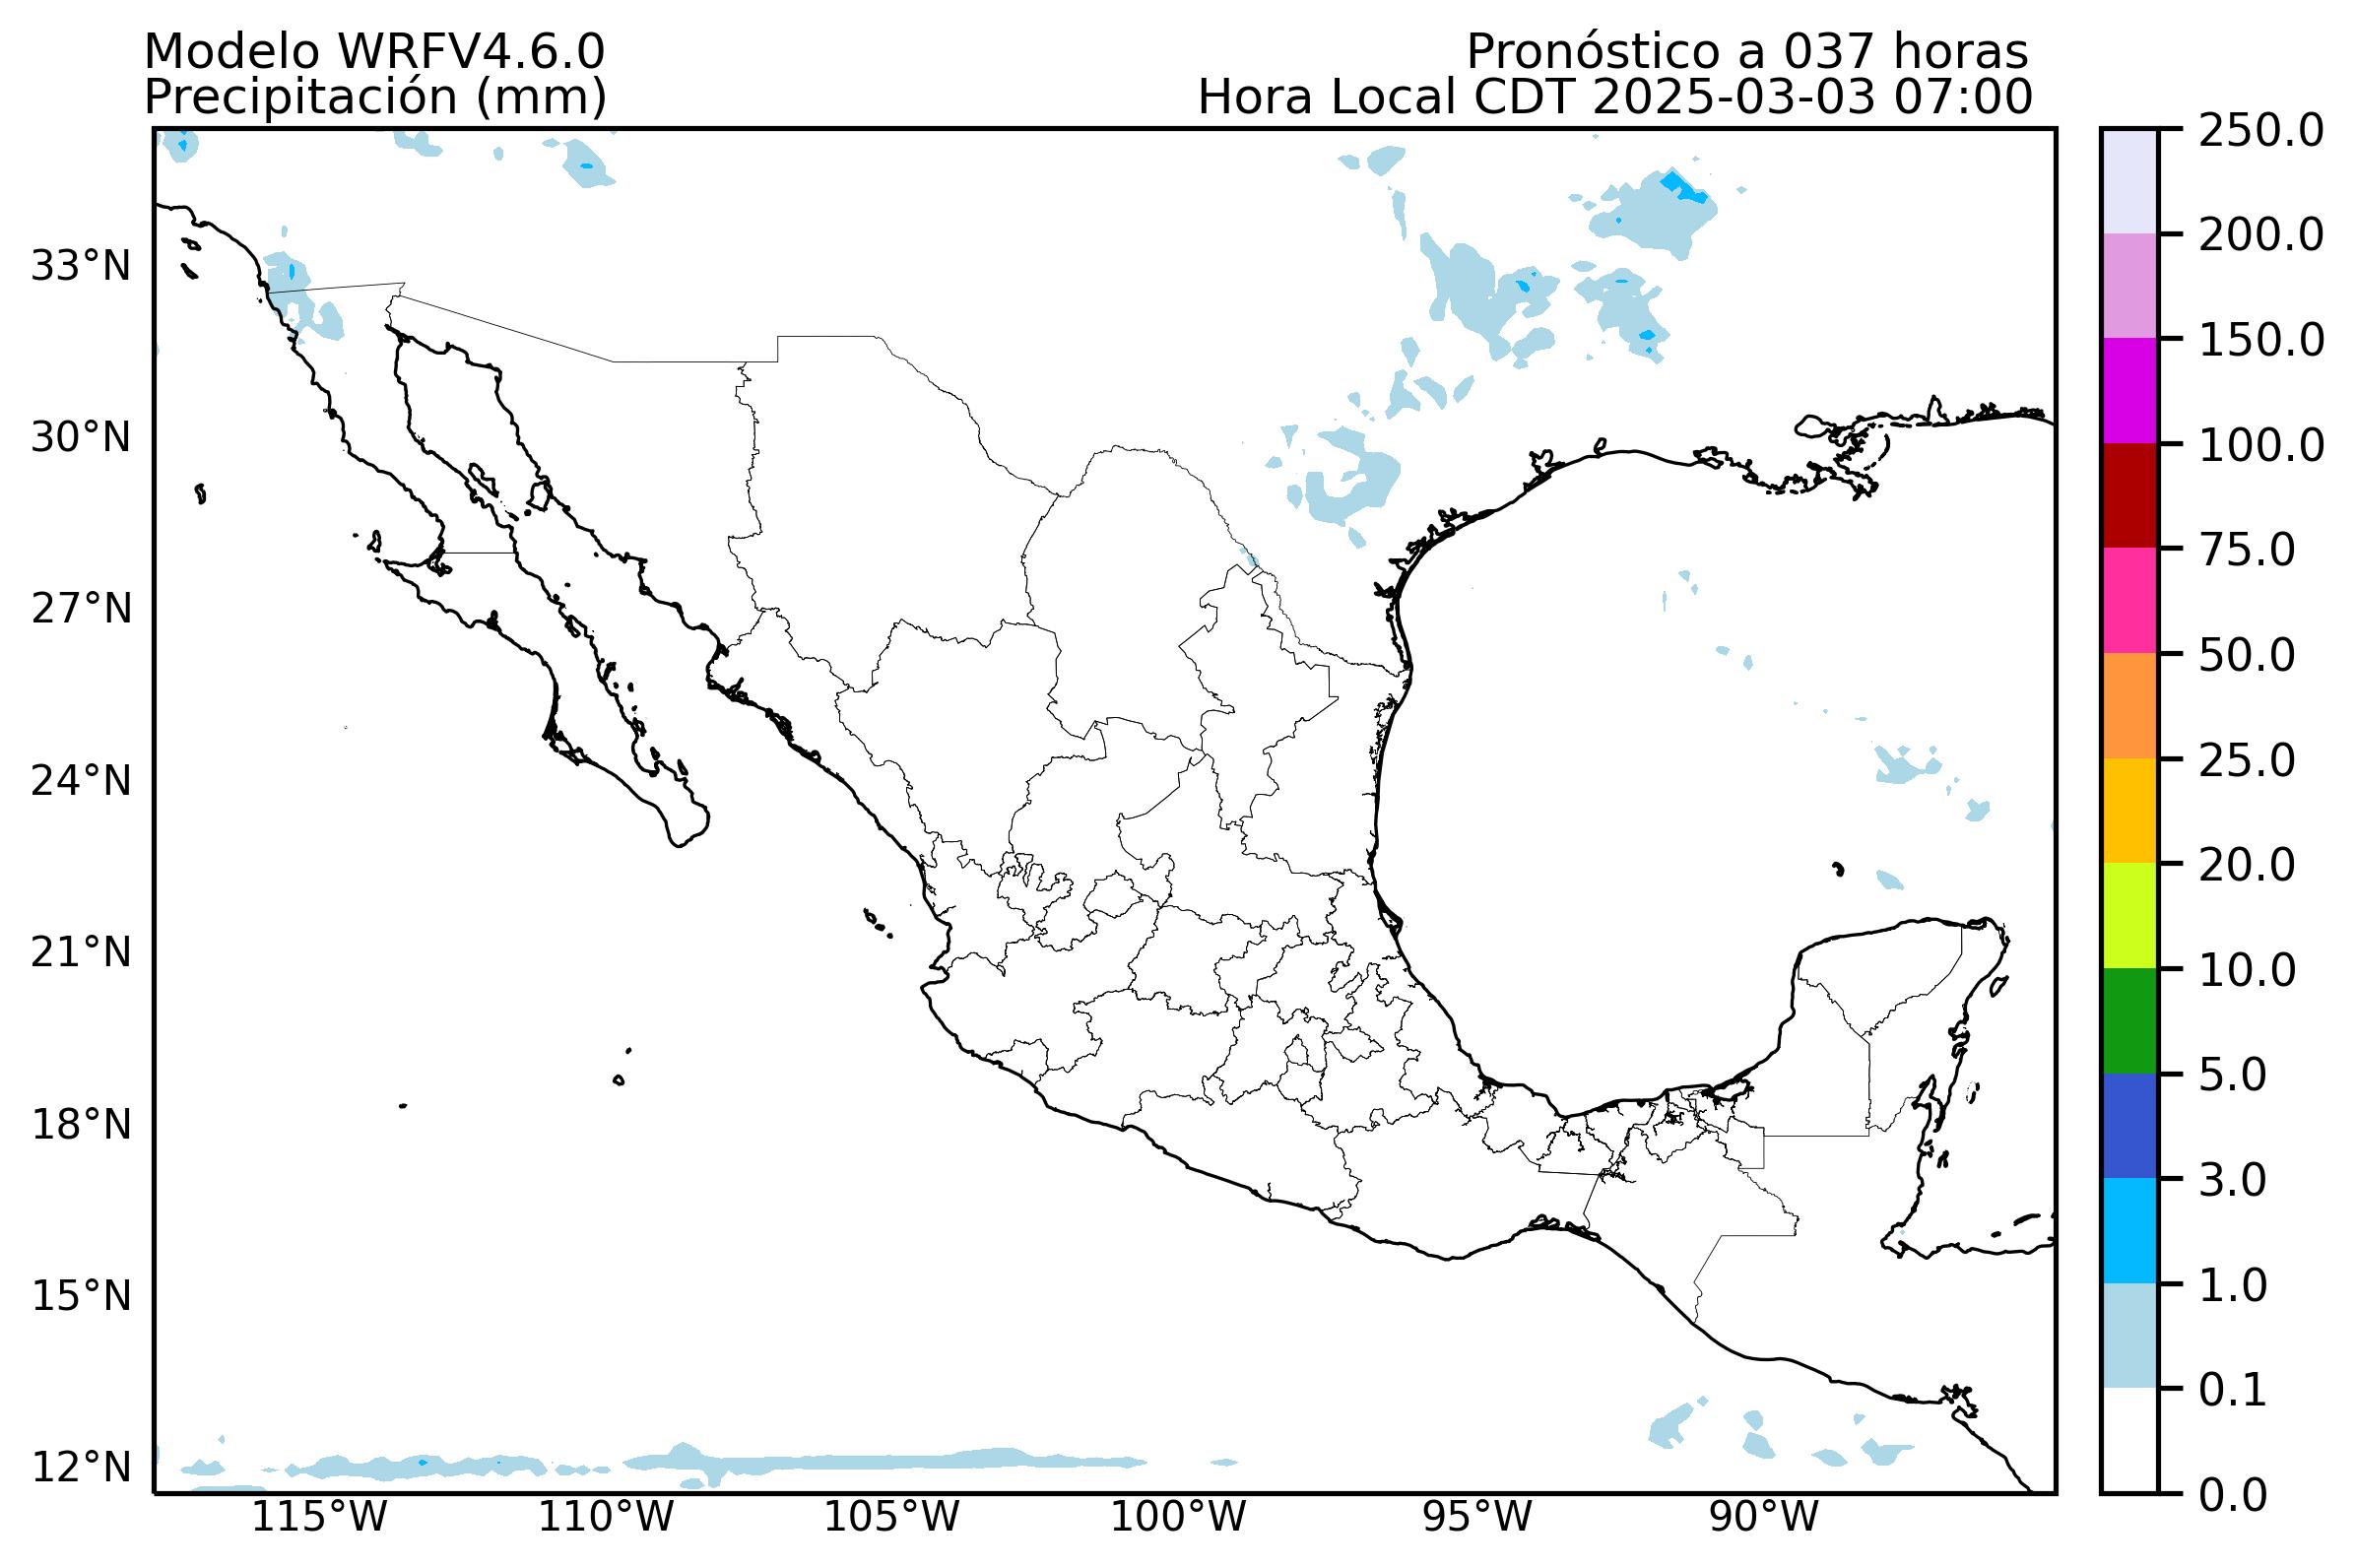 Modelo WRFV4.6.0
Precipitación (mm)
Pronóstico a 037 horas
Hora Local CDT 2025-03-03 07:00
33°N
30°N
27°N
24°N
21°N
18°N
15°N
12°N
115°W
110°W
105°W
100°W
95°W
90°W
250.0
200.0
150.0
100.0
75.0
50.0
25.0
20.0
10.0
5.0
3.0
1.0
0.1
0.0